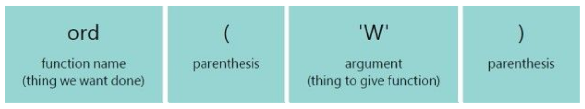 ord
function name
(thing we want done)
(
parenthesis
'W'
argument
(thing to give function)
)
parenthesis